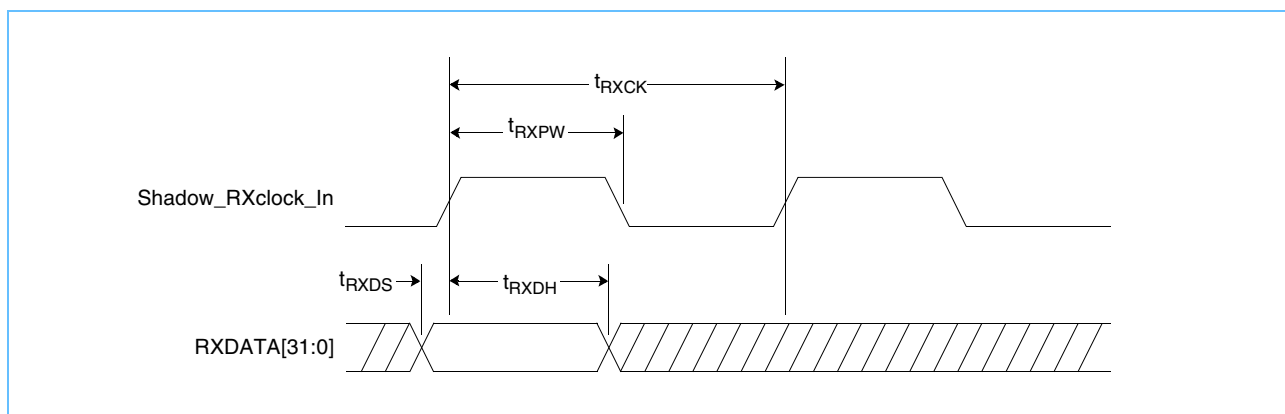 tRXCK
tRXPW
Shadow_RXclock_In
tRXDS
tRXDH
RXDATA[31:0]